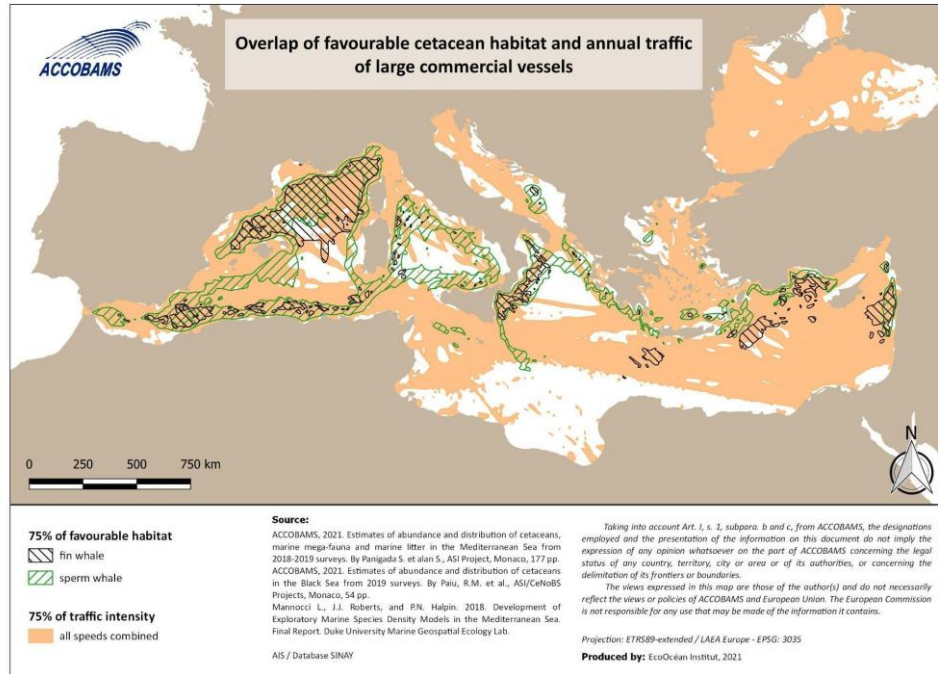 ACCOBAMS
Overlap of favourable cetacean habitat and annual traffic
of large commercial vessels
0 250 500 750 km
N
75% of favourable habitat
fin whale
sperm whale
75% of traffic intensity
all speeds combined
Source:
ACCOBAMS, 2021. Estimates of abundance and distribution of cetaceans,
marine mega-fauna and marine litter in the Mediterranean Sea from
2018-2019 surveys. By Panigada S. et alan S., ASI Project, Monaco, 177 pp.
ACCOBAMS, 2021. Estimates of abundance and distribution of cetaceans
in the Black Sea from 2019 surveys. By Paiu, R.M. et al., ASI/CeNoBS
Projects, Monaco, 54 pp.
Mannocci L., J.J. Roberts, and P.N. Halpin. 2018. Development of
Exploratory Marine Species Density Models in the Mediterranean Sea.
Final Report. Duke University Marine Geospatial Ecology Lab.
AIS / Database SINAY
Taking into account Art. I, s. 1, subpara. b and c, from ACCOBAMS, the designations
employed and the presentation of the information on this document do not imply the
expression of any opinion whatsoever on the part of ACCOBAMS concerning the legal
status of any country, territory, city or area or of its authorities, or concerning the
delimitation of its frontiers or boundaries.
The views expressed in this map are those of the author(s) and do not necessarily
reflect the views or policies of ACCOBAMS and European Union. The European Commission
is not responsible for any use that may be made of the information it contains.
Projection: ETRS89-extended / LAEA Europe - EPSG: 3035
Produced by: EcoOcéan Institut, 2021